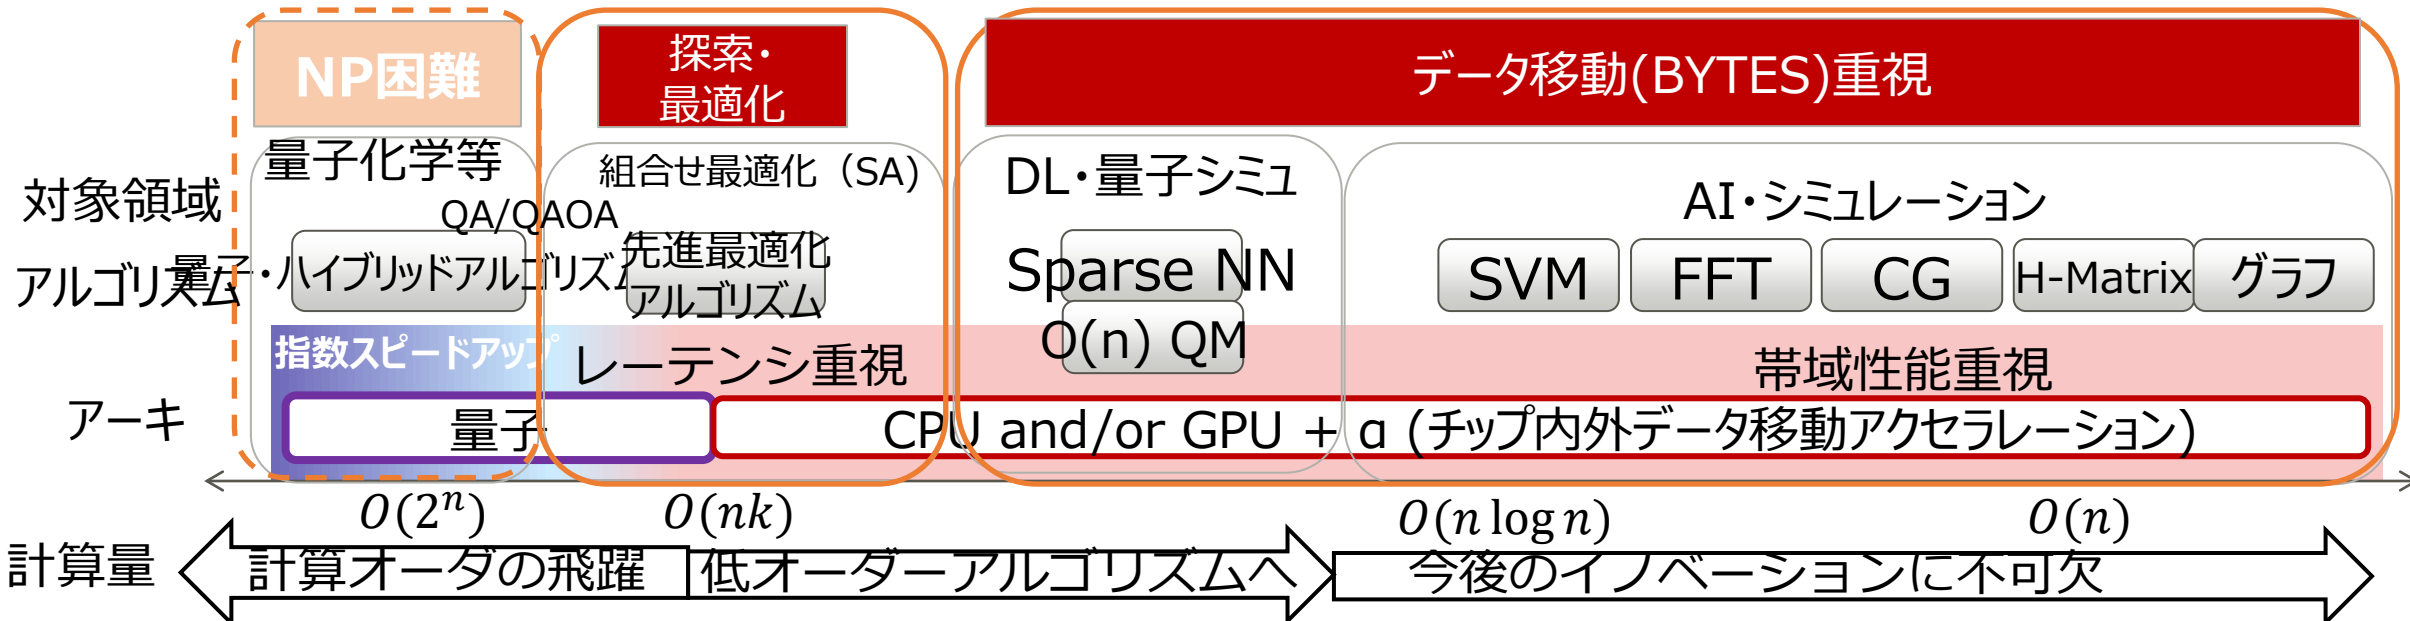 NP困難
探索・
最適化
データ移動(BYTES)重視
対象領域
量子化学等
組合せ最適化（SA）
QA/QAOA
DL・量子シミュ
AI・シミュレーション
アルゴリズム
量子・ハイブリッドアルゴリズム
先進最適化
アルゴリズム
Sparse NN
O(n) QM
SVM
FFT
CG
H-Matrix
グラフ
指数スピードアップ
レーテンシ重視
帯域性能重視
アーキ
量子
CPU and/or GPU + α (チップ内外データ移動アクセラレーション)
O(2ⁿ)
O(nk)
O(n log n)
O(n)
計算量
計算オーダの飛躍
低オーダーアルゴリズムへ
今後のイノベーションに不可欠